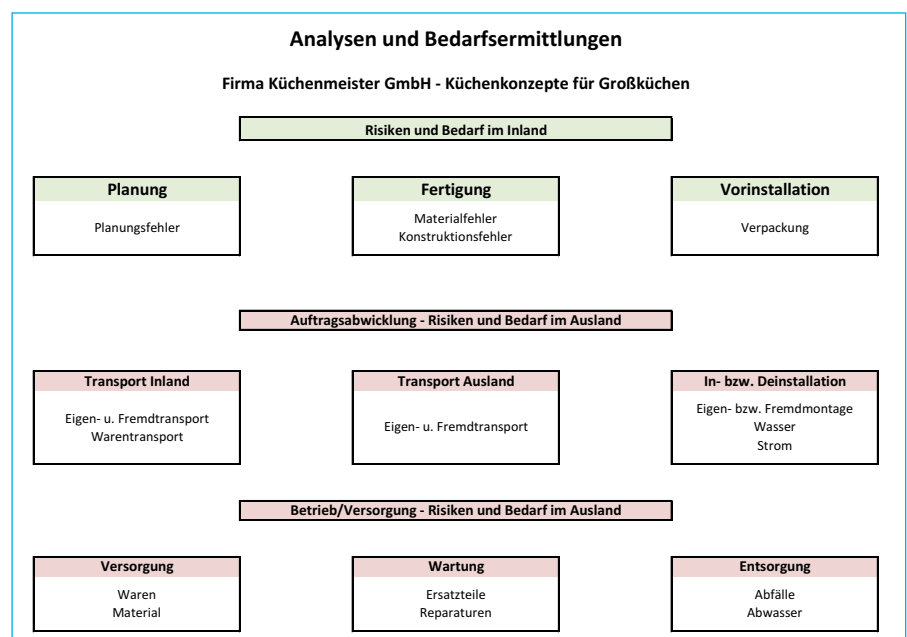 Analysen und Bedarfsermittlungen
Firma Küchenmeister GmbH - Küchenkonzepte für Großküchen
Risiken und Bedarf im Inland
Planung
Planungsfehler
Fertigung
Materialfehler
Konstruktionsfehler
Vorinstallation
Verpackung
Auftragsabwicklung - Risiken und Bedarf im Ausland
Transport Inland
Eigen- u. Fremdtransport
Warentransport
Transport Ausland
Eigen- u. Fremdtransport
In- bzw. Deinstallation
Eigen- bzw. Fremdmontage
Wasser
Strom
Betrieb/Versorgung - Risiken und Bedarf im Ausland
Versorgung
Waren
Material
Wartung
Ersatzteile
Reparaturen
Entsorgung
Abfälle
Abwasser